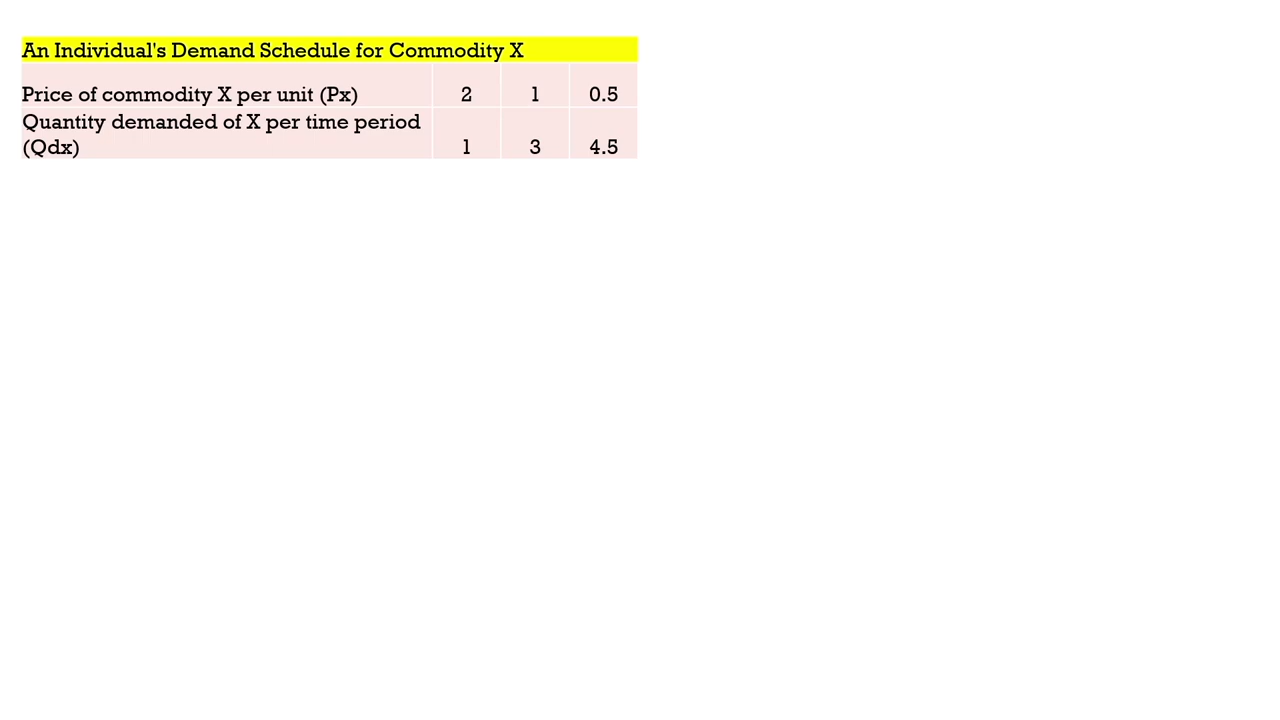 An Individual's Demand Schedule for Commodity X
Price of commodity X per unit (Px) 2 1 0.5
Quantity demanded of X per time period
(Qdx) 1 3 4.5